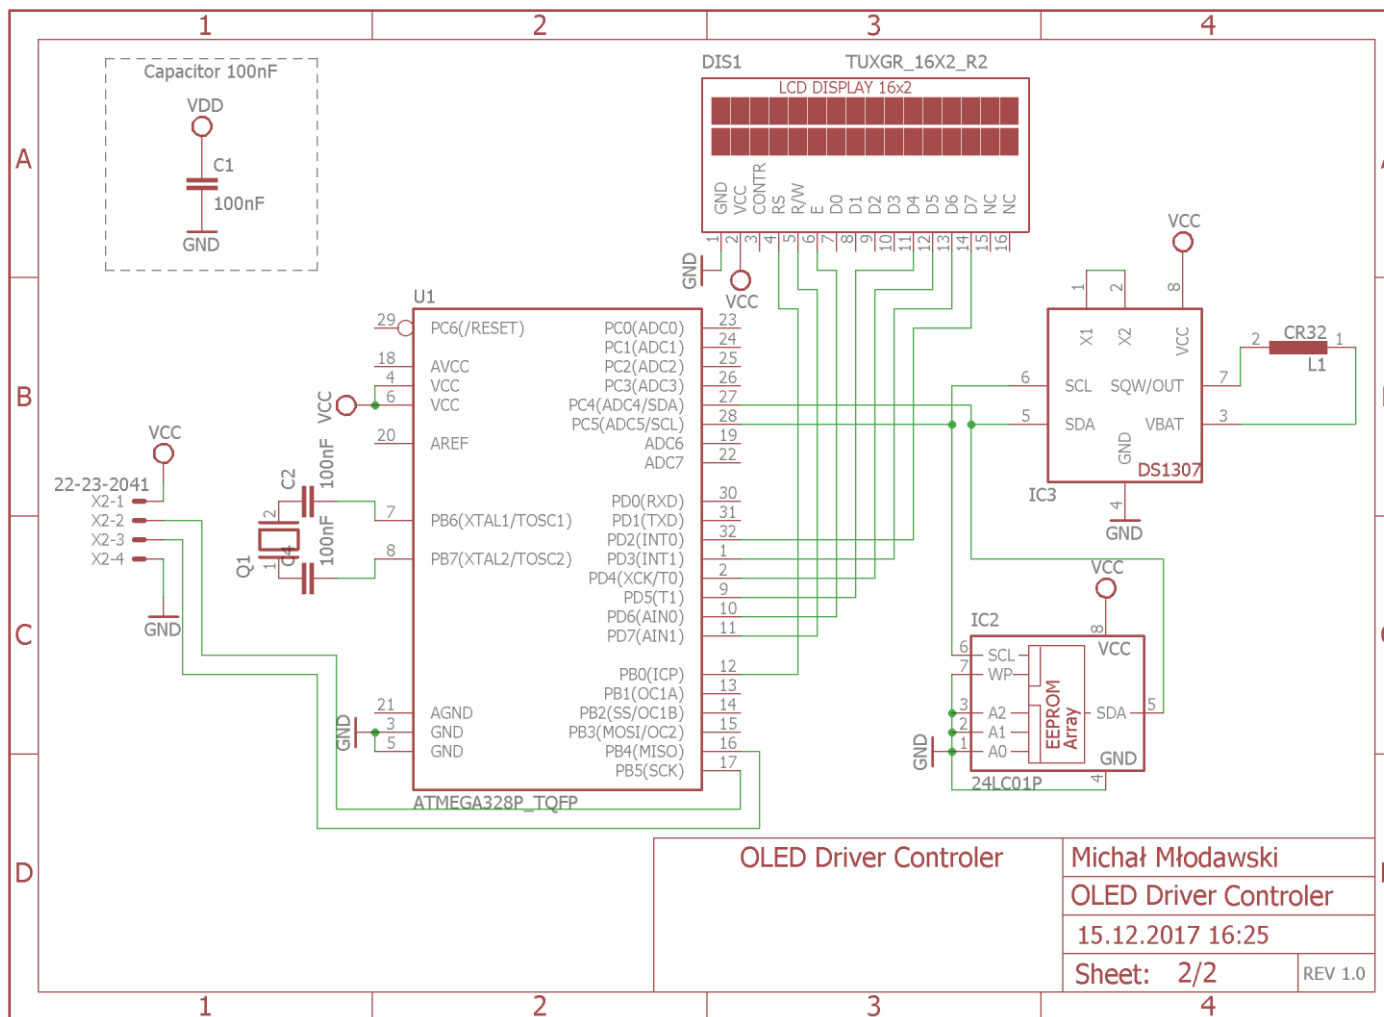 1 2 3 4
A
B
C
D
Capacitor 100nF
VDD
C1
100nF
GND
DIS1 TUXGR_16X2_R2
LCD DISPLAY 16x2
GND VCC CONTR RS R/W E D0 D1 D2 D3 D4 D5 D6 D7 NC NC
1 2 3 4 5 6 7 8 9 10 11 12 13 14 15 16
GND
VCC
U1
29 PC6(/RESET)
18 AVCC
4 VCC
6 VCC
VCC
20 AREF
7 PB6(XTAL1/TOSC1)
8 PB7(XTAL2/TOSC2)
21 AGND
3 GND
5 GND
GND
PC0(ADC0) 23
PC1(ADC1) 24
PC2(ADC2) 25
PC3(ADC3) 26
PC4(ADC4/SDA) 27
PC5(ADC5/SCL) 28
ADC6 19
ADC7 22
PD0(RXD) 30
PD1(TXD) 31
PD2(INT0) 32
PD3(INT1) 1
PD4(XCK/T0) 2
PD5(T1) 9
PD6(AIN0) 10
PD7(AIN1) 11
PB0(ICP) 12
PB1(OC1A) 13
PB2(SS/OC1B) 14
PB3(MOSI/OC2) 15
PB4(MISO) 16
PB5(SCK) 17
ATMEGA328P_TQFP
VCC
22-23-2041
X2-1
X2-2
X2-3
X2-4
GND
C2
100nF
C4
100nF
Q1
2
1
VCC
8
1 2
X1 X2 VCC
6 SCL
5 SDA
SQW/OUT 7
VBAT 3
GND
4
DS1307
IC3
GND
2 CR32 1
L1
VCC
IC2
8
VCC
6 SCL
7 WP
3 A2
2 A1
1 A0
EEPROM
Array
SDA 5
GND
4
24LC01P
GND
OLED Driver Controler
Michał Młodawski
OLED Driver Controler
15.12.2017 16:25
Sheet: 2/2
REV 1.0
1 2 3 4